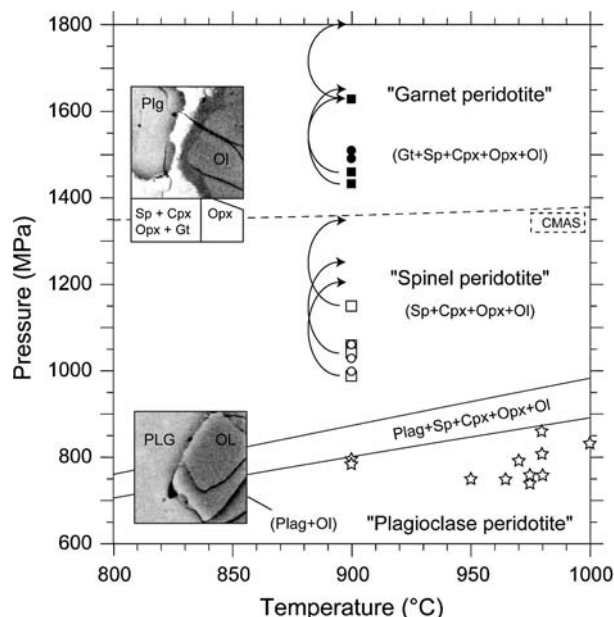 1800
1600
1400
1200
1000
800
600
Pressure (MPa)
Plg
Ol
Sp + Cpx
Opx + Gt
Opx
"Garnet peridotite"
(Gt+Sp+Cpx+Opx+Ol)
CMAS
"Spinel peridotite"
(Sp+Cpx+Opx+Ol)
Plag+Sp+Cpx+Opx+Ol
PLG
OL
(Plag+Ol)
"Plagioclase peridotite"
800
850
900
950
1000
Temperature (°C)